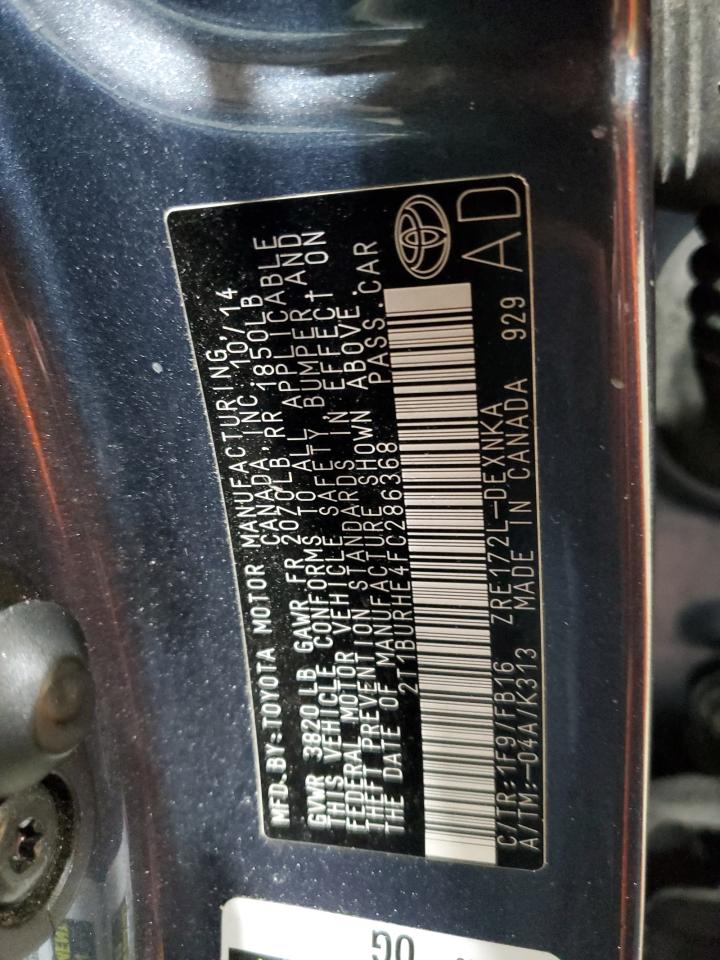 MFD. BY: TOYOTA MOTOR MANUFACTURING,
CANADA INC. 10/14
GVWR 3820 LB GAWR FR 2070LB RR 1850LB
THIS VEHICLE CONFORMS TO ALL APPLICABLE
FEDERAL MOTOR VEHICLE SAFETY, BUMPER, AND
THEFT PREVENTION STANDARDS IN EFFECT ON
THE DATE OF MANUFACTURE SHOWN ABOVE.
2T1BURHE4FC286368 PASS.CAR
C/TR: 1F9/FB16 ZRE172L-DEXNKA
A/TM: -04A/K313 MADE IN CANADA 929
AD
OG